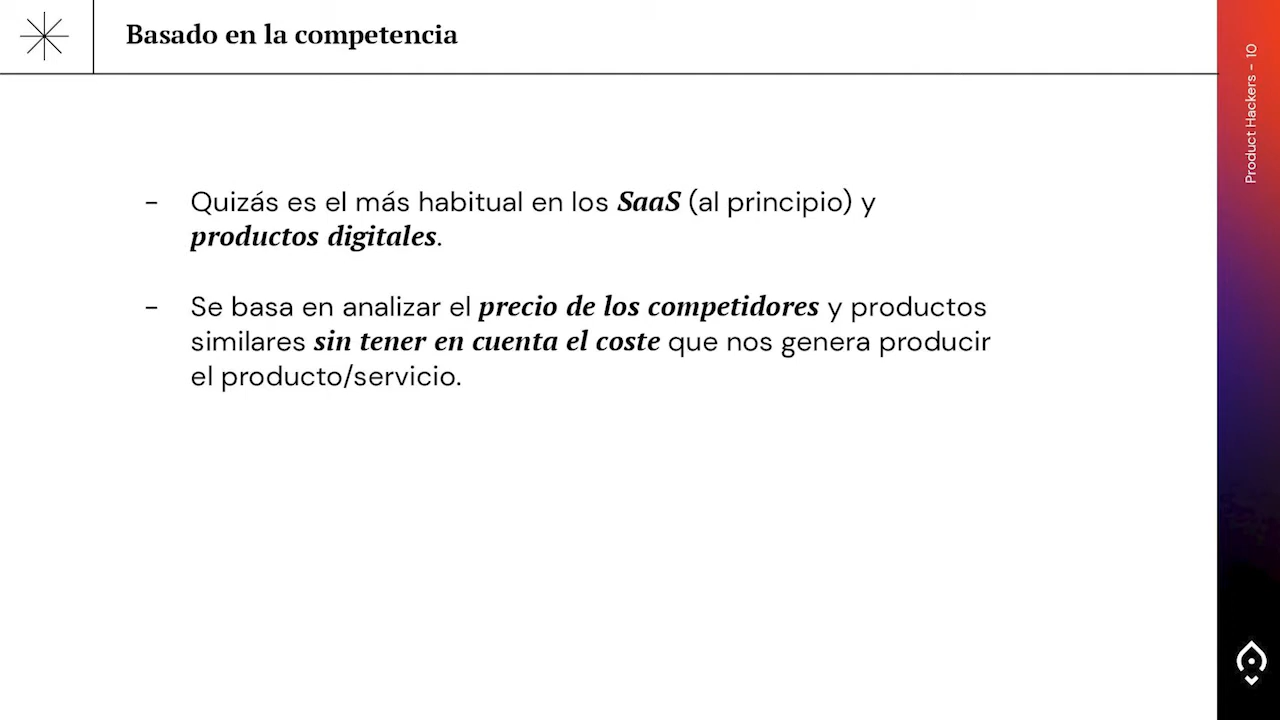 Basado en la competencia
Product Hackers - 10
- Quizás es el más habitual en los SaaS (al principio) y
productos digitales.
- Se basa en analizar el precio de los competidores y productos
similares sin tener en cuenta el coste que nos genera producir
el producto/servicio.